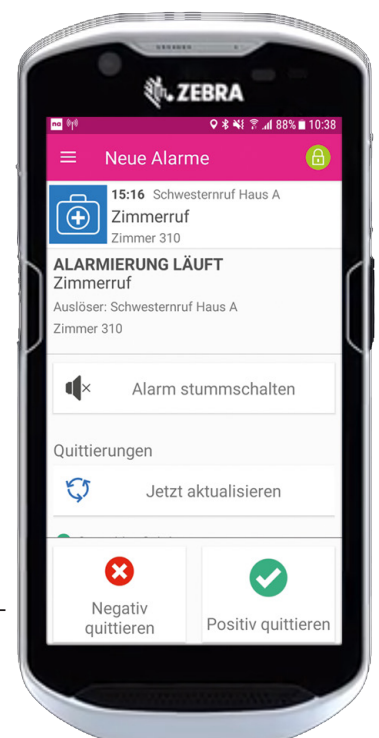 ZEBRA
88% 10:38
Neue Alarme
15:16 Schwesternruf Haus A
Zimmerruf
Zimmer 310
ALARMIERUNG LÄUFT
Zimmerruf
Auslöser: Schwesternruf Haus A
Zimmer 310
Alarm stummschalten
Quittierungen
Jetzt aktualisieren
Negativ
quittieren
Positiv quittieren